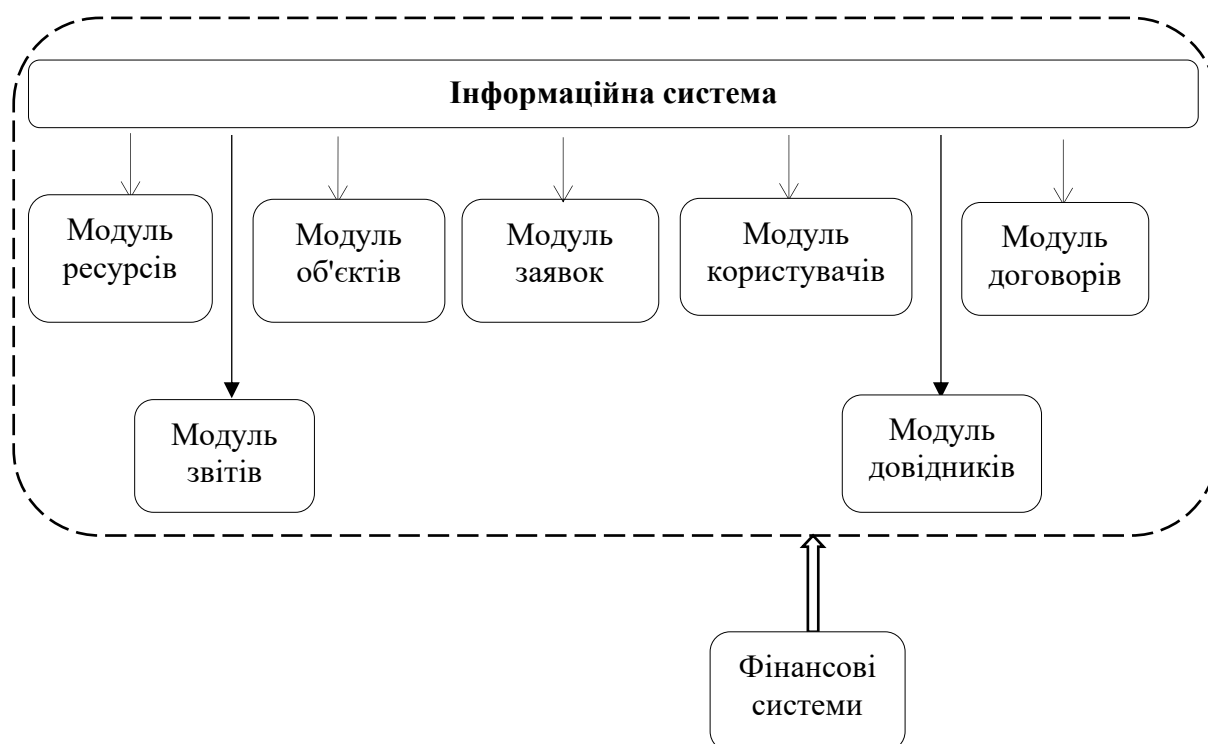 Інформаційна система
Модуль
ресурсів
Модуль
об'єктів
Модуль
заявок
Модуль
користувачів
Модуль
договорів
Модуль
звітів
Модуль
довідників
Фінансові
системи